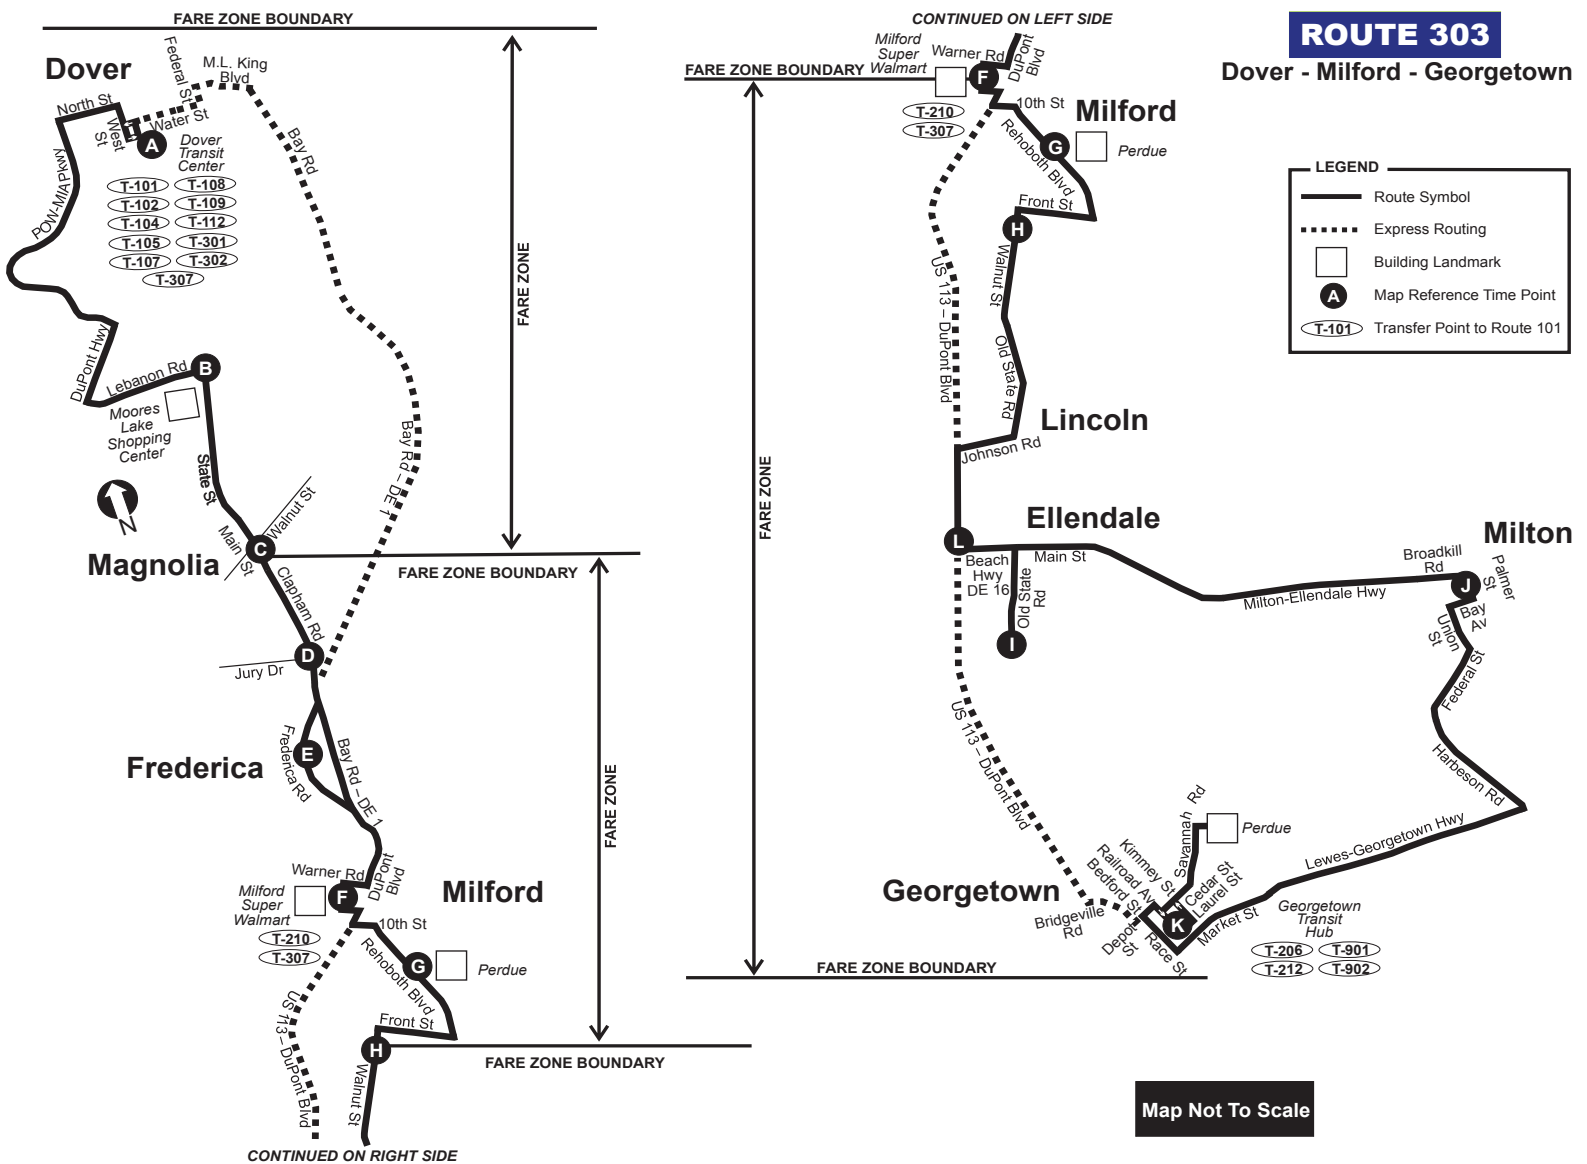 FARE ZONE BOUNDARY
Dover
Federal St
M.L. King
Blvd
North St
West
St
Water St
A
Dover
Transit
Center
T-101
T-108
T-102
T-109
T-104
T-112
T-105
T-301
T-107
T-302
T-307
POW-MIA Pkwy
Bay Rd
FARE ZONE
DuPont Hwy
Lebanon Rd
B
Moores
Lake
Shopping
Center
State St
Bay Rd – DE 1
N
Walnut St
Main
St
C
Magnolia
FARE ZONE BOUNDARY
Clapham Rd
D
Jury Dr
Frederica
E
Frederica Rd
Bay Rd – DE 1
FARE ZONE
Warner Rd
DuPont
Blvd
F
Milford
Milford
Super
Walmart
T-210
T-307
10th St
Rehoboth Blvd
G
Perdue
US 113 – DuPont Blvd
Front St
H
FARE ZONE BOUNDARY
Walnut St
CONTINUED ON RIGHT SIDE
CONTINUED ON LEFT SIDE
Milford
Super
Walmart
Warner Rd
DuPont
Blvd
FARE ZONE BOUNDARY
F
T-210
T-307
10th St
Milford
Rehoboth Blvd
G
Perdue
Front St
H
Walnut St
US 113 – DuPont Blvd
Old State Rd
Lincoln
Johnson Rd
FARE ZONE
L
Ellendale
Beach
Hwy
DE 16
Main St
Old State
Rd
I
Milton
Broadkill
Rd
Palmer
St
J
Milton-Ellendale Hwy
Bay
Av
Union
St
Federal St
Harbeson Rd
US 113 – DuPont Blvd
Lewes-Georgetown Hwy
Savannah Rd
Perdue
Georgetown
Kimmey St
Railroad Av
Bedford St
Cedar St
Laurel St
Bridgeville
Rd
Depot
St
K
Race St
Market St
Georgetown
Transit
Hub
T-206
T-901
T-212
T-902
FARE ZONE BOUNDARY
ROUTE 303
Dover - Milford - Georgetown
LEGEND
Route Symbol
Express Routing
Building Landmark
A Map Reference Time Point
T-101 Transfer Point to Route 101
Map Not To Scale